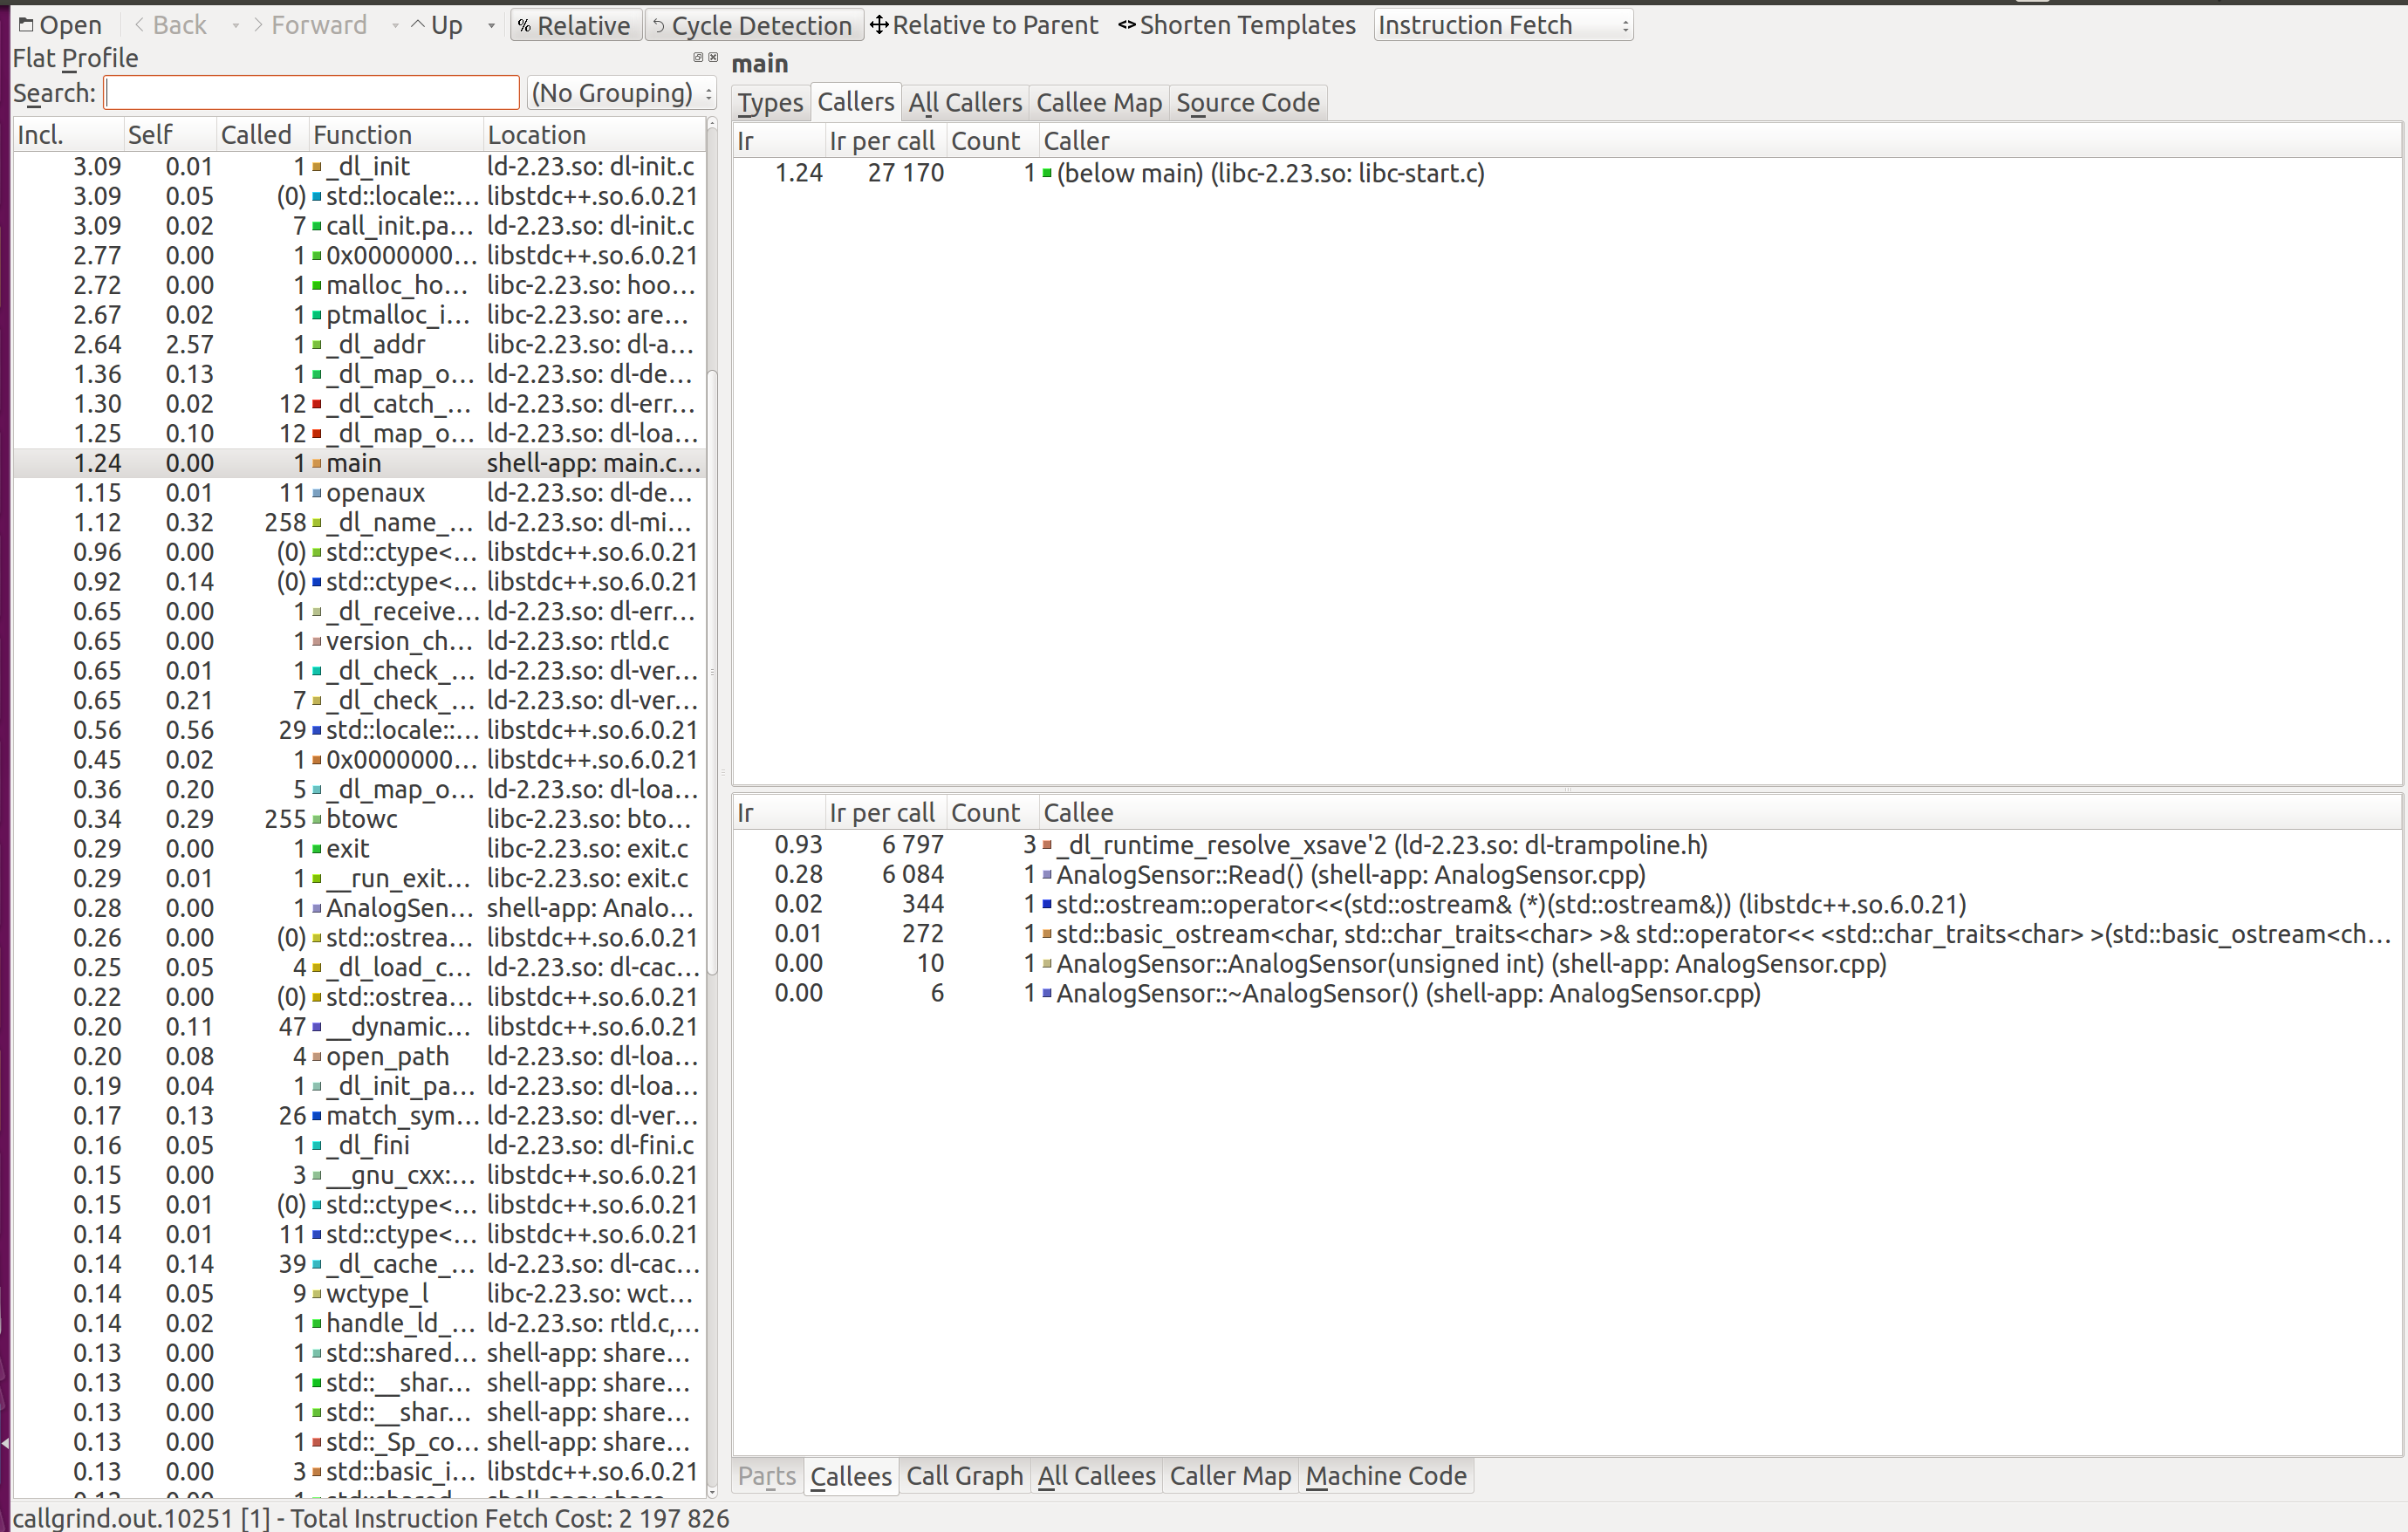 Open Back Forward Up % Relative Cycle Detection Relative to Parent <> Shorten Templates Instruction Fetch
Flat Profile
Search: (No Grouping)
Incl. Self Called Function Location
3.09 0.01 1 _dl_init ld-2.23.so: dl-init.c
3.09 0.05 (0) std::locale::... libstdc++.so.6.0.21
3.09 0.02 7 call_init.pa... ld-2.23.so: dl-init.c
2.77 0.00 1 0x0000000... libstdc++.so.6.0.21
2.72 0.00 1 malloc_ho... libc-2.23.so: hoo...
2.67 0.02 1 ptmalloc_i... libc-2.23.so: are...
2.64 2.57 1 _dl_addr libc-2.23.so: dl-a...
1.36 0.13 1 _dl_map_o... ld-2.23.so: dl-de...
1.30 0.02 12 _dl_catch_... ld-2.23.so: dl-err...
1.25 0.10 12 _dl_map_o... ld-2.23.so: dl-loa...
1.24 0.00 1 main shell-app: main.c...
1.15 0.01 11 openaux ld-2.23.so: dl-de...
1.12 0.32 258 _dl_name_... ld-2.23.so: dl-mi...
0.96 0.00 (0) std::ctype<... libstdc++.so.6.0.21
0.92 0.14 (0) std::ctype<... libstdc++.so.6.0.21
0.65 0.00 1 _dl_receive... ld-2.23.so: dl-err...
0.65 0.00 1 version_ch... ld-2.23.so: rtld.c
0.65 0.01 1 _dl_check_... ld-2.23.so: dl-ver...
0.65 0.21 7 _dl_check_... ld-2.23.so: dl-ver...
0.56 0.56 29 std::locale::... libstdc++.so.6.0.21
0.45 0.02 1 0x0000000... libstdc++.so.6.0.21
0.36 0.20 5 _dl_map_o... ld-2.23.so: dl-loa...
0.34 0.29 255 btowc libc-2.23.so: bto...
0.29 0.00 1 exit libc-2.23.so: exit.c
0.29 0.01 1 __run_exit... libc-2.23.so: exit.c
0.28 0.00 1 AnalogSen... shell-app: Analo...
0.26 0.00 (0) std::ostrea... libstdc++.so.6.0.21
0.25 0.05 4 _dl_load_c... ld-2.23.so: dl-cac...
0.22 0.00 (0) std::ostrea... libstdc++.so.6.0.21
0.20 0.11 47 __dynamic... libstdc++.so.6.0.21
0.20 0.08 4 open_path ld-2.23.so: dl-loa...
0.19 0.04 1 _dl_init_pa... ld-2.23.so: dl-loa...
0.17 0.13 26 match_sym... ld-2.23.so: dl-ver...
0.16 0.05 1 _dl_fini ld-2.23.so: dl-fini.c
0.15 0.00 3 __gnu_cxx:... libstdc++.so.6.0.21
0.15 0.01 (0) std::ctype<... libstdc++.so.6.0.21
0.14 0.01 11 std::ctype<... libstdc++.so.6.0.21
0.14 0.14 39 _dl_cache_... ld-2.23.so: dl-cac...
0.14 0.05 9 wctype_l libc-2.23.so: wct...
0.14 0.02 1 handle_ld_... ld-2.23.so: rtld.c,...
0.13 0.00 1 std::shared... shell-app: share...
0.13 0.00 1 std::__shar... shell-app: share...
0.13 0.00 1 std::__shar... shell-app: share...
0.13 0.00 1 std::_Sp_co... shell-app: share...
0.13 0.00 3 std::basic_i... libstdc++.so.6.0.21
main
Types Callers All Callers Callee Map Source Code
Ir Ir per call Count Caller
1.24 27 170 1 (below main) (libc-2.23.so: libc-start.c)
Ir Ir per call Count Callee
0.93 6 797 3 _dl_runtime_resolve_xsave'2 (ld-2.23.so: dl-trampoline.h)
0.28 6 084 1 AnalogSensor::Read() (shell-app: AnalogSensor.cpp)
0.02 344 1 std::ostream::operator<<(std::ostream& (*)(std::ostream&)) (libstdc++.so.6.0.21)
0.01 272 1 std::basic_ostream<char, std::char_traits<char> >& std::operator<< <std::char_traits<char> >(std::basic_ostream<ch...
0.00 10 1 AnalogSensor::AnalogSensor(unsigned int) (shell-app: AnalogSensor.cpp)
0.00 6 1 AnalogSensor::~AnalogSensor() (shell-app: AnalogSensor.cpp)
Parts Callees Call Graph All Callees Caller Map Machine Code
callgrind.out.10251 [1] - Total Instruction Fetch Cost: 2 197 826